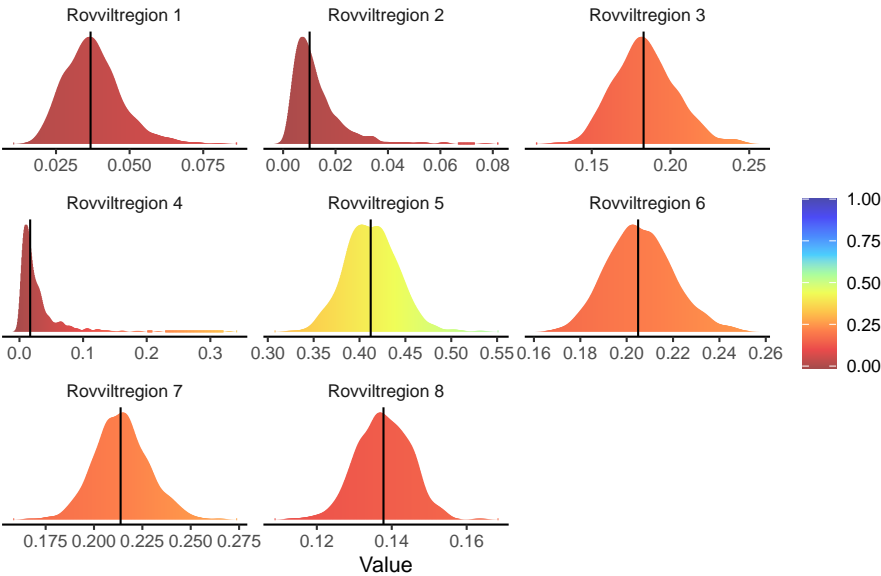 Rovviltregion 1 Rovviltregion 2 Rovviltregion 3
0.025 0.050 0.075 0.00 0.02 0.04 0.06 0.08 0.15 0.20 0.25
Rovviltregion 4 Rovviltregion 5 Rovviltregion 6
1.00
0.75
0.50
0.25
0.00
0.0 0.1 0.2 0.3 0.30 0.35 0.40 0.45 0.50 0.55 0.16 0.18 0.20 0.22 0.24 0.26
Rovviltregion 7 Rovviltregion 8
0.175 0.200 0.225 0.250 0.275 0.12 0.14 0.16
Value